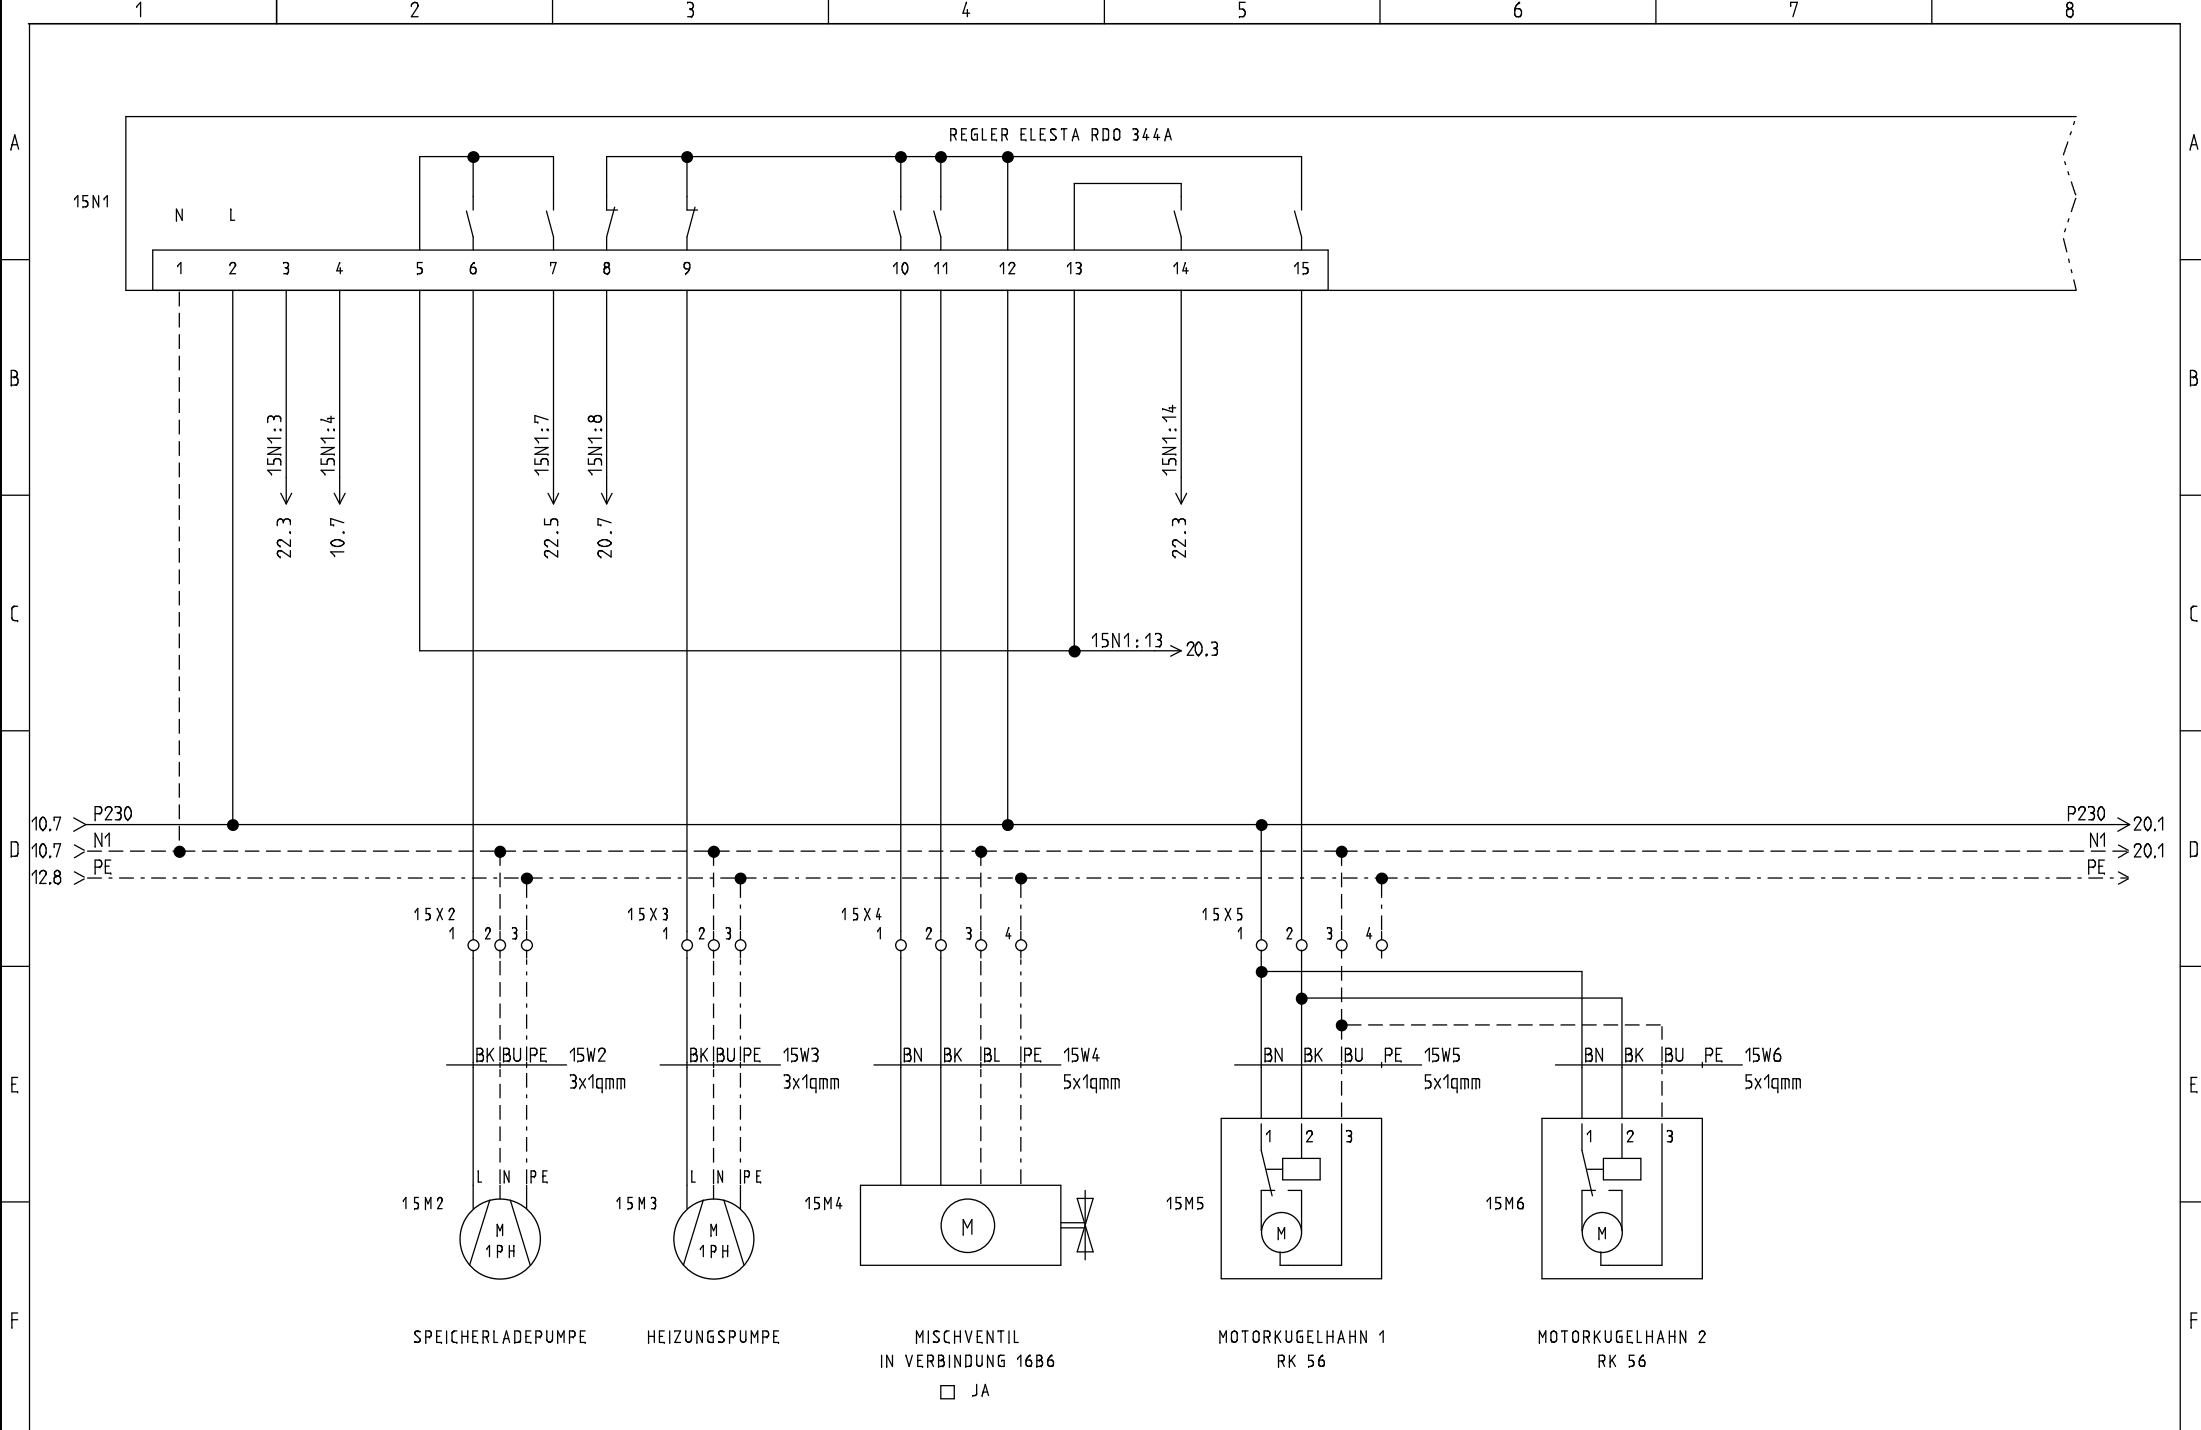 1 2 3 4 5 6 7 8
A REGLER ELESTA RDO 344A A
15N1
N L
1 2 3 4 5 6 7 8 9 10 11 12 13 14 15
B B
15N1:3 15N1:4 15N1:7 15N1:8 15N1:14
22.3 10.7 22.5 20.7 22.3
C C
15N1:13 20.3
10.7 P230 P230 20.1
D 10.7 N1 N1 20.1 D
12.8 PE PE
15X2 15X3 15X4 15X5
1 2 3 1 2 3 1 2 3 4 1 2 3 4
BK BU PE 15W2 BK BU PE 15W3 BN BK BL PE 15W4 BN BK BU PE 15W5 BN BK BU PE 15W6
E 3x1qmm 3x1qmm 5x1qmm 5x1qmm 5x1qmm E
1 2 3 1 2 3
L N PE L N PE
15M2 15M3 15M4 15M5 15M6
M M M M M
1PH 1PH
F F
SPEICHERLADEPUMPE HEIZUNGSPUMPE MISCHVENTIL MOTORKUGELHAHN 1 MOTORKUGELHAHN 2
IN VERBINDUNG 16B6 RK 56 RK 56
JA